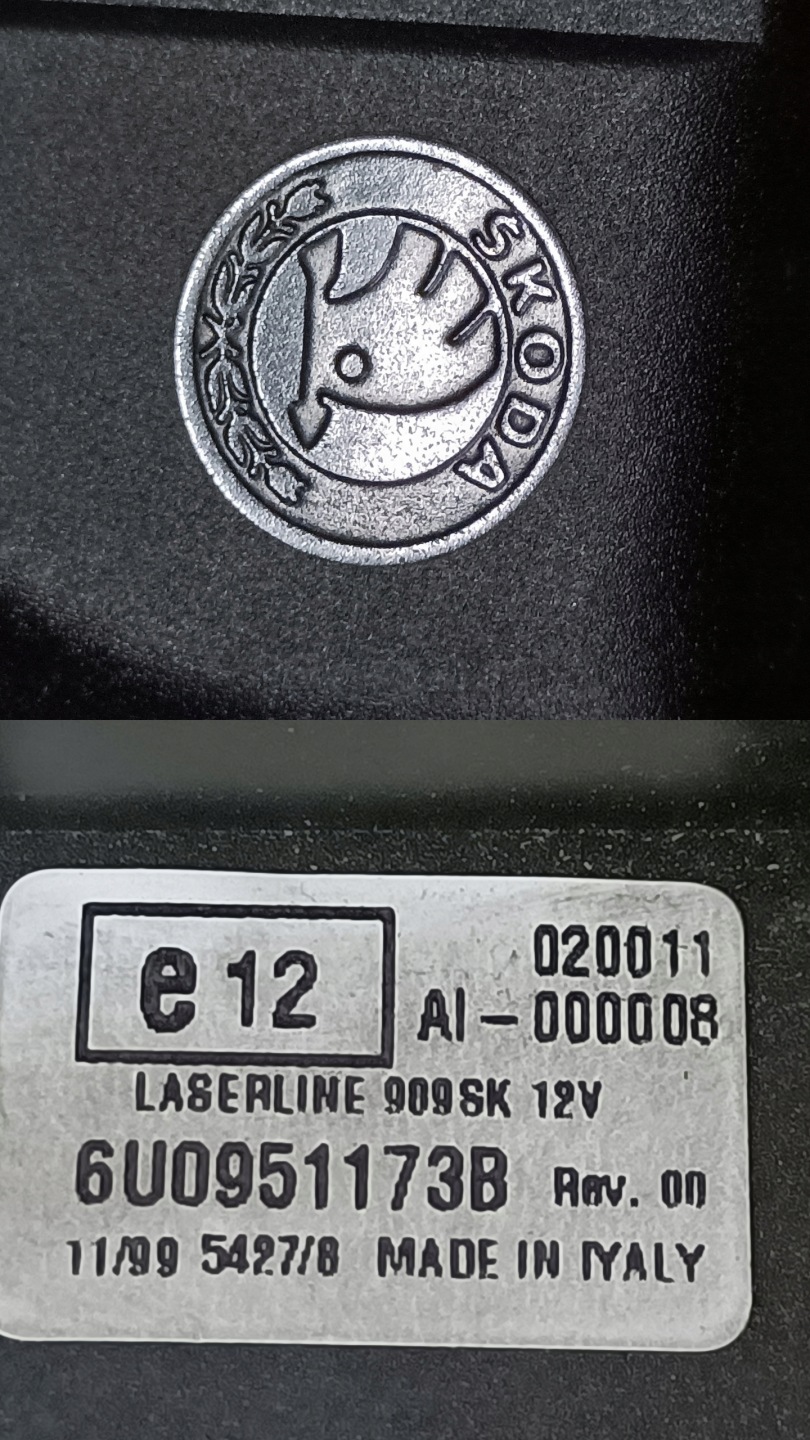 SKODA
e 12
020011
AI-000008
LASERLINE 909SK 12V
6U0951173B Rev. 00
11/99 5427/8 MADE IN ITALY